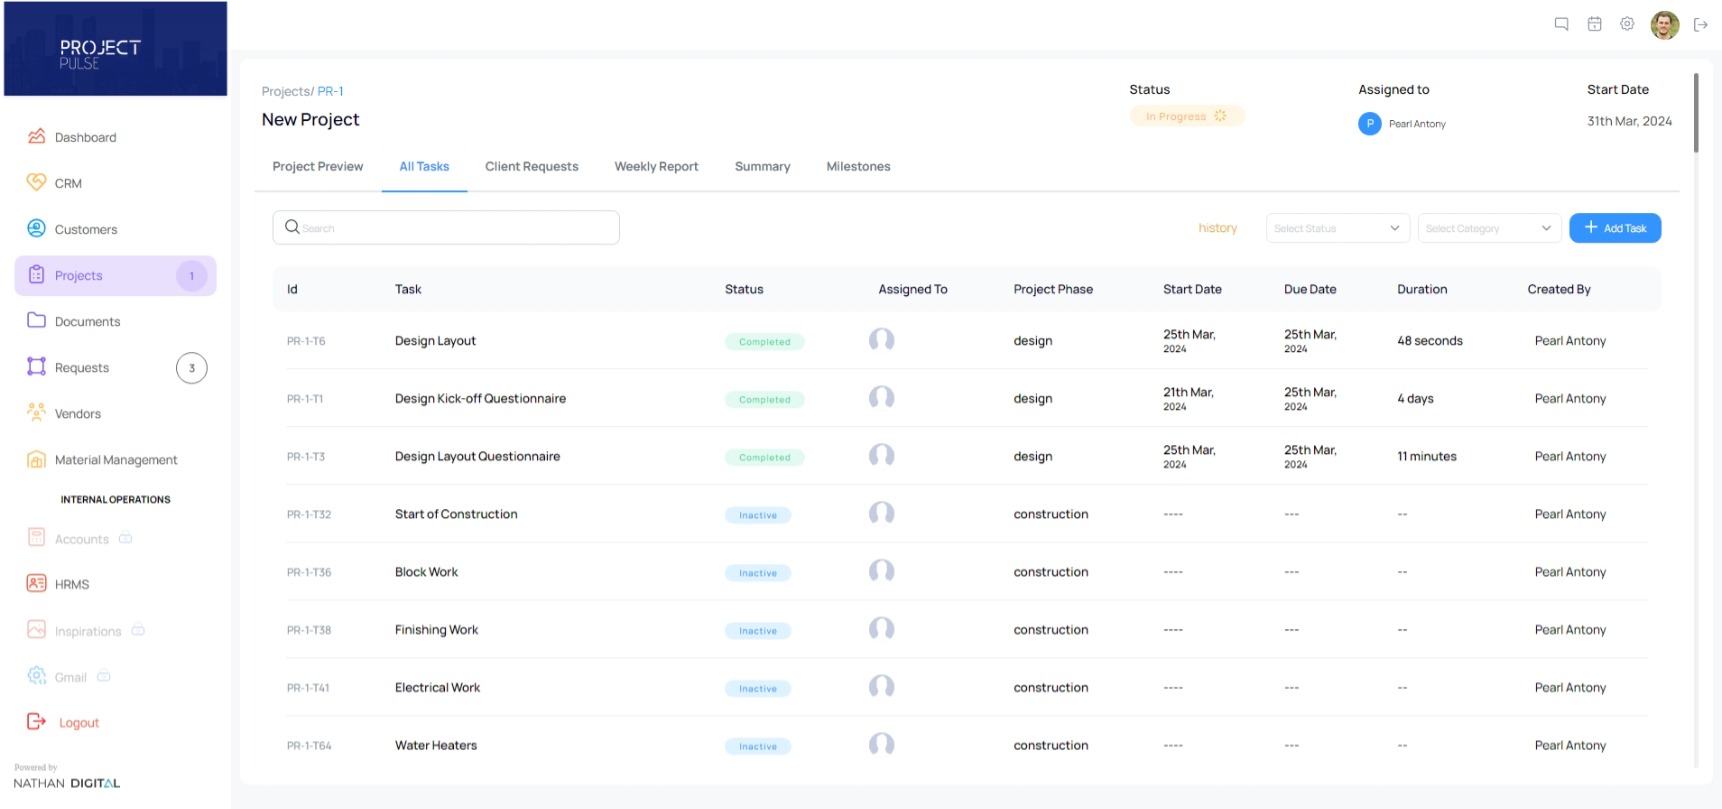 PROJECT
PULSE
Dashboard
CRM
Customers
Projects 1
Documents
Requests 3
Vendors
Material Management
INTERNAL OPERATIONS
Accounts
HRMS
Inspirations
Gmail
Logout
Powered by
NATHAN DIGITAL
Projects/ PR-1
New Project
Status
In Progress
Assigned to
P Pearl Antony
Start Date
31th Mar, 2024
Project Preview All Tasks Client Requests Weekly Report Summary Milestones
Search history Select Status Select Category + Add Task
Id Task Status Assigned To Project Phase Start Date Due Date Duration Created By
PR-1-T6 Design Layout Completed design 25th Mar, 2024 25th Mar, 2024 48 seconds Pearl Antony
PR-1-T1 Design Kick-off Questionnaire Completed design 21th Mar, 2024 25th Mar, 2024 4 days Pearl Antony
PR-1-T3 Design Layout Questionnaire Completed design 25th Mar, 2024 25th Mar, 2024 11 minutes Pearl Antony
PR-1-T32 Start of Construction Inactive construction ---- --- -- Pearl Antony
PR-1-T36 Block Work Inactive construction ---- --- -- Pearl Antony
PR-1-T38 Finishing Work Inactive construction ---- --- -- Pearl Antony
PR-1-T41 Electrical Work Inactive construction ---- --- -- Pearl Antony
PR-1-T64 Water Heaters Inactive construction ---- --- -- Pearl Antony